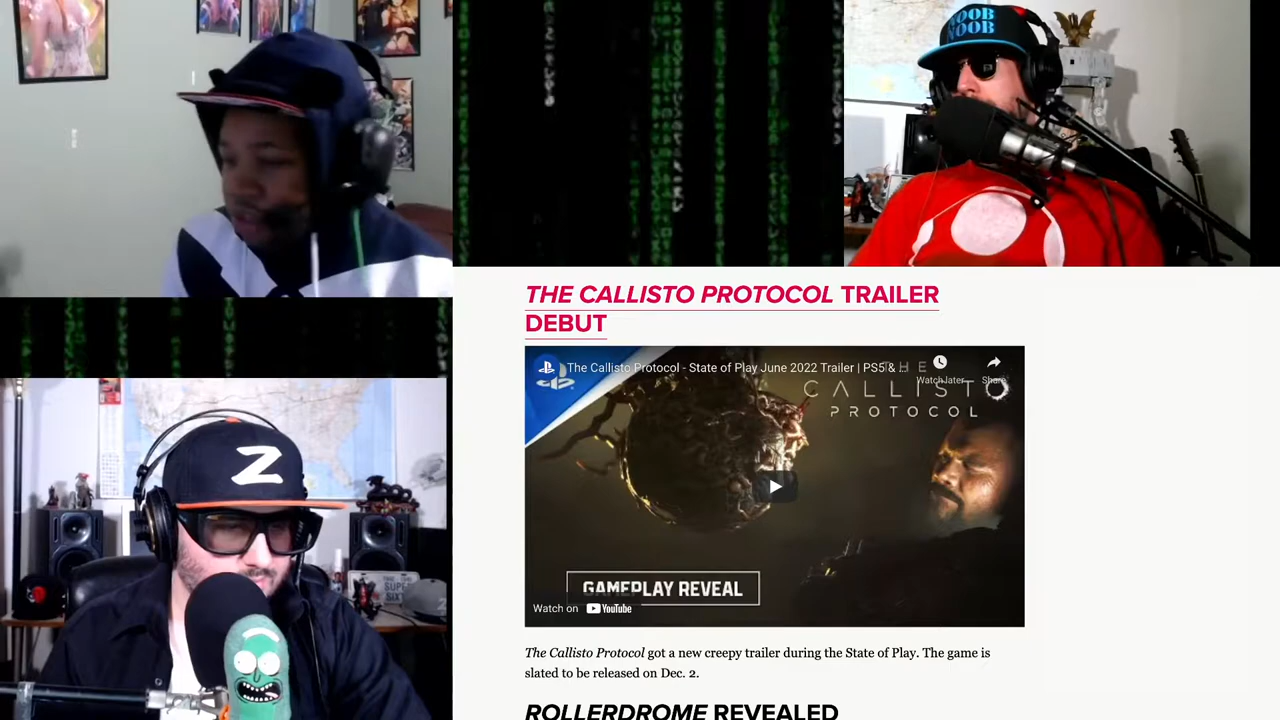 NOOB
NOOB
THE CALLISTO PROTOCOL TRAILER
DEBUT
The Callisto Protocol - State of Play June 2022 Trailer | PS5 & ...
Watch Later
Share
THE
CALLISTO
PROTOCOL
Z
GAMEPLAY REVEAL
Watch on YouTube
The Callisto Protocol got a new creepy trailer during the State of Play. The game is
slated to be released on Dec. 2.
ROLLERDROME REVEALED